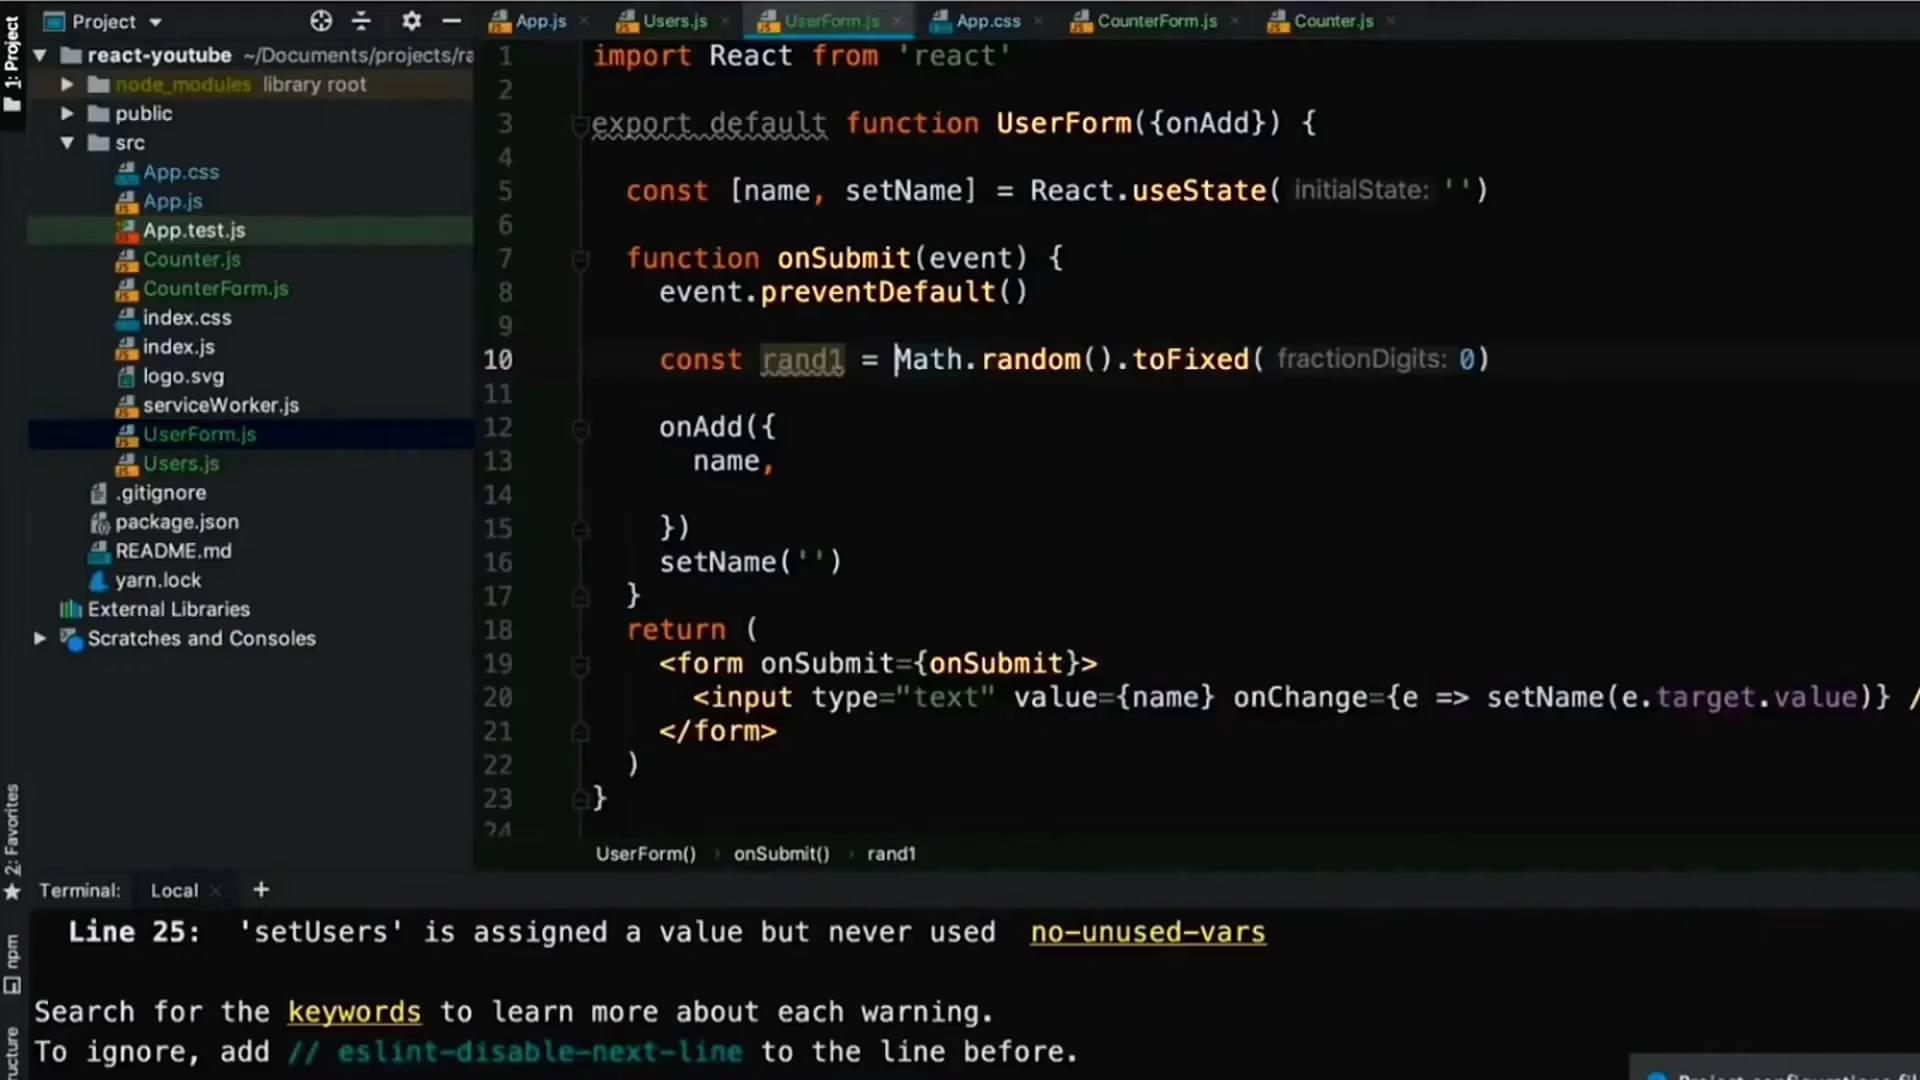 Project
App.js
Users.js
UserForm.js
App.css
CounterForm.js
Counter.js
1: Project
react-youtube ~/Documents/projects/ra
node_modules library root
public
src
App.css
App.js
App.test.js
Counter.js
CounterForm.js
index.css
index.js
logo.svg
serviceWorker.js
UserForm.js
Users.js
.gitignore
package.json
README.md
yarn.lock
External Libraries
Scratches and Consoles
1 import React from 'react'
2
3 export default function UserForm({onAdd}) {
4
5 const [name, setName] = React.useState( initialState: '')
6
7 function onSubmit(event) {
8 event.preventDefault()
9
10 const rand1 = Math.random().toFixed( fractionDigits: 0)
11
12 onAdd({
13 name,
14
15 })
16 setName('')
17 }
18 return (
19 <form onSubmit={onSubmit}>
20 <input type="text" value={name} onChange={e => setName(e.target.value)} /
21 </form>
22 )
23 }
24
UserForm() onSubmit() rand1
2: Favorites
npm
ructure
Terminal: Local +
Line 25: 'setUsers' is assigned a value but never used no-unused-vars
Search for the keywords to learn more about each warning.
To ignore, add // eslint-disable-next-line to the line before.